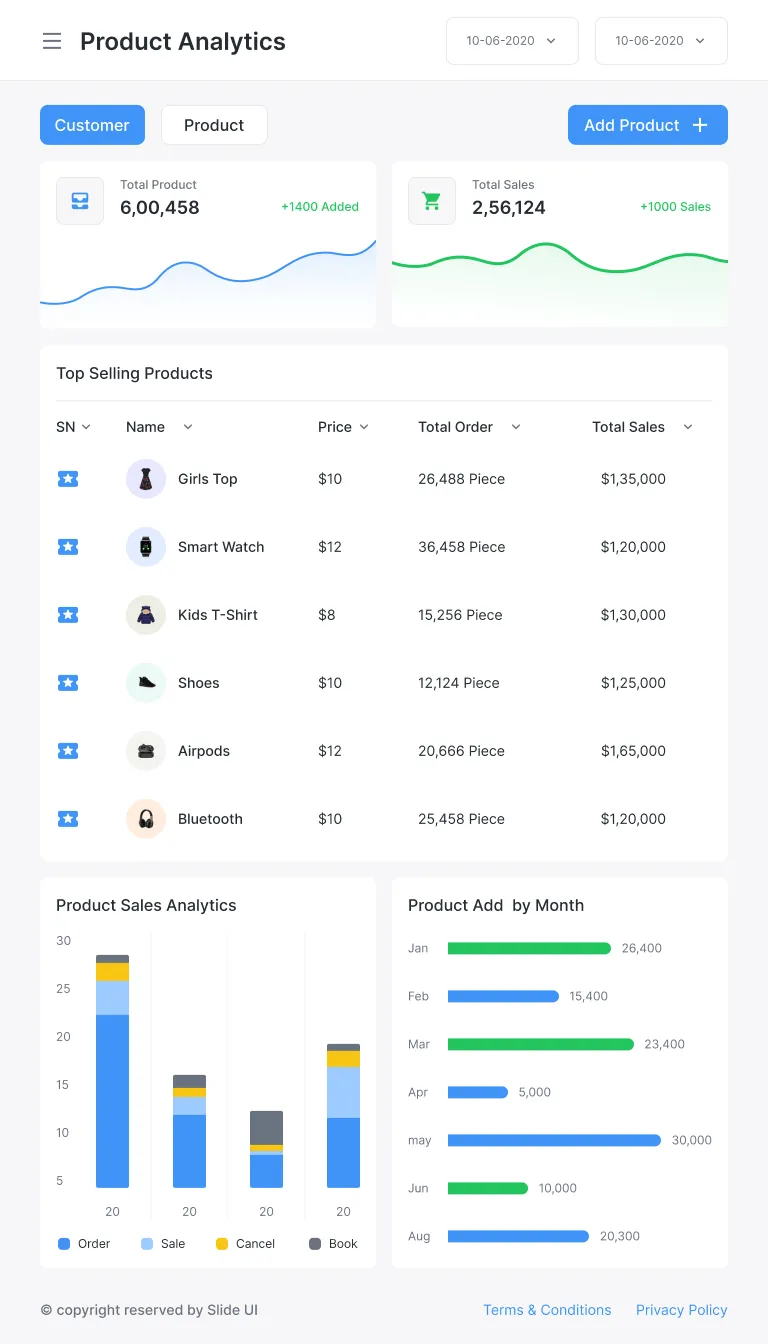 Product Analytics
10-06-2020
10-06-2020
Customer
Product
Add Product
Total Product
6,00,458
+1400 Added
Total Sales
2,56,124
+1000 Sales
Top Selling Products
SN Name Price Total Order Total Sales
Girls Top $10 26,488 Piece $1,35,000
Smart Watch $12 36,458 Piece $1,20,000
Kids T-Shirt $8 15,256 Piece $1,30,000
Shoes $10 12,124 Piece $1,25,000
Airpods $12 20,666 Piece $1,65,000
Bluetooth $10 25,458 Piece $1,20,000
Product Sales Analytics
30
25
20
15
10
5
20 20 20 20
Order Sale Cancel Book
Product Add by Month
Jan 26,400
Feb 15,400
Mar 23,400
Apr 5,000
may 30,000
Jun 10,000
Aug 20,300
© copyright reserved by Slide UI
Terms & Conditions
Privacy Policy